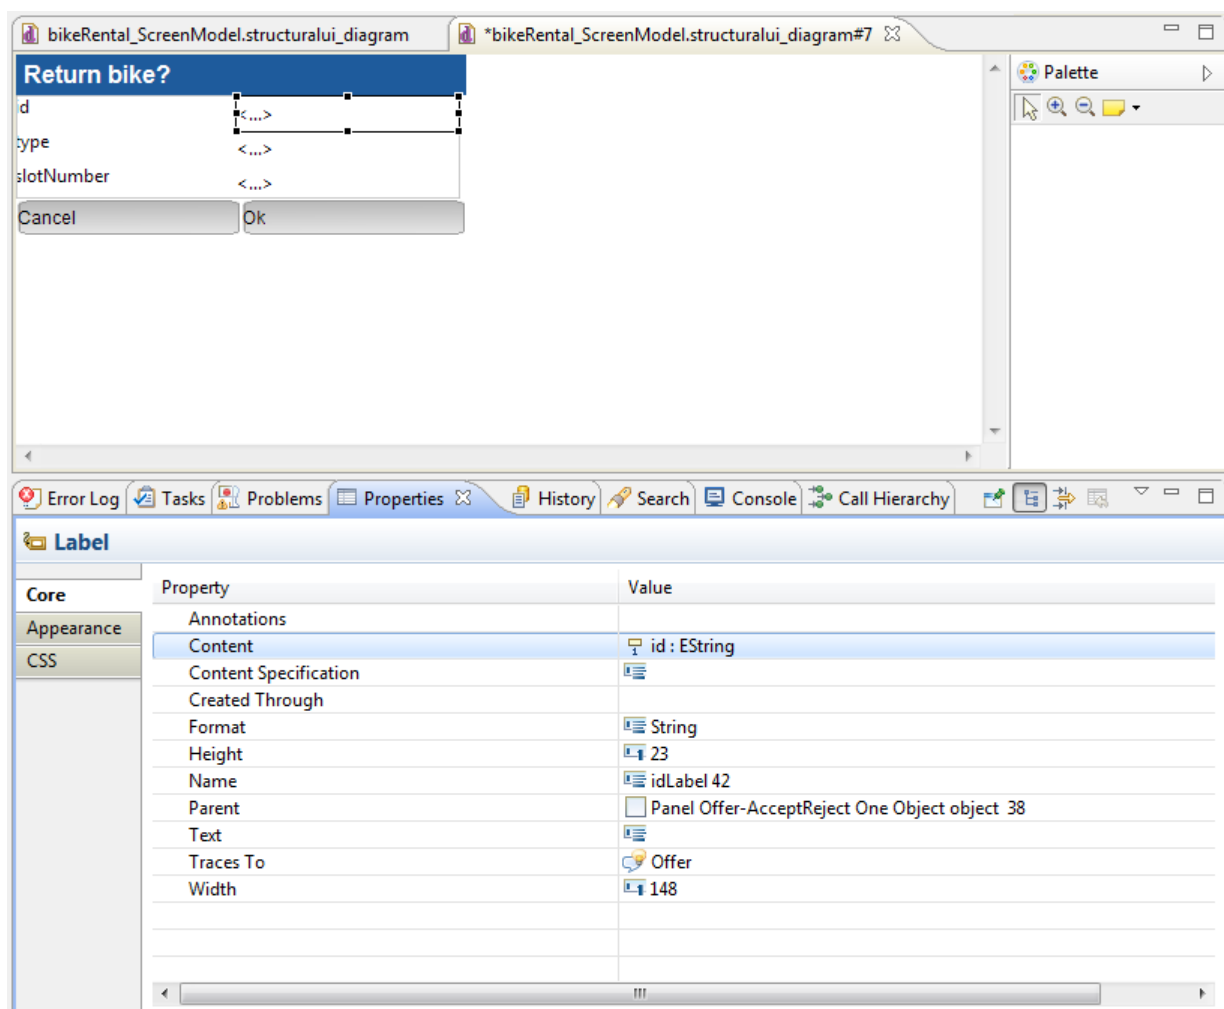 bikeRental_ScreenModel.structuralui_diagram *bikeRental_ScreenModel.structuralui_diagram#7
Return bike?
id <...>
type <...>
slotNumber <...>
Cancel Ok
Palette
Error Log Tasks Problems Properties History Search Console Call Hierarchy
Label
Core
Appearance
CSS
Property Value
Annotations
Content id : EString
Content Specification
Created Through
Format String
Height 23
Name idLabel 42
Parent Panel Offer-AcceptReject One Object object 38
Text
Traces To Offer
Width 148